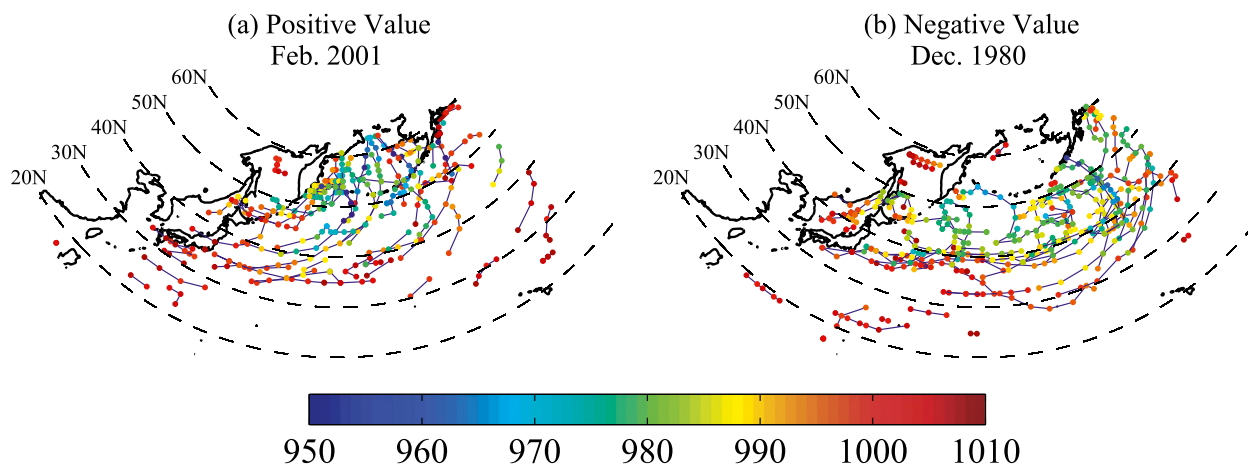 (a) Positive Value
Feb. 2001
60N
50N
40N
30N
20N
(b) Negative Value
Dec. 1980
60N
50N
40N
30N
20N
950 960 970 980 990 1000 1010